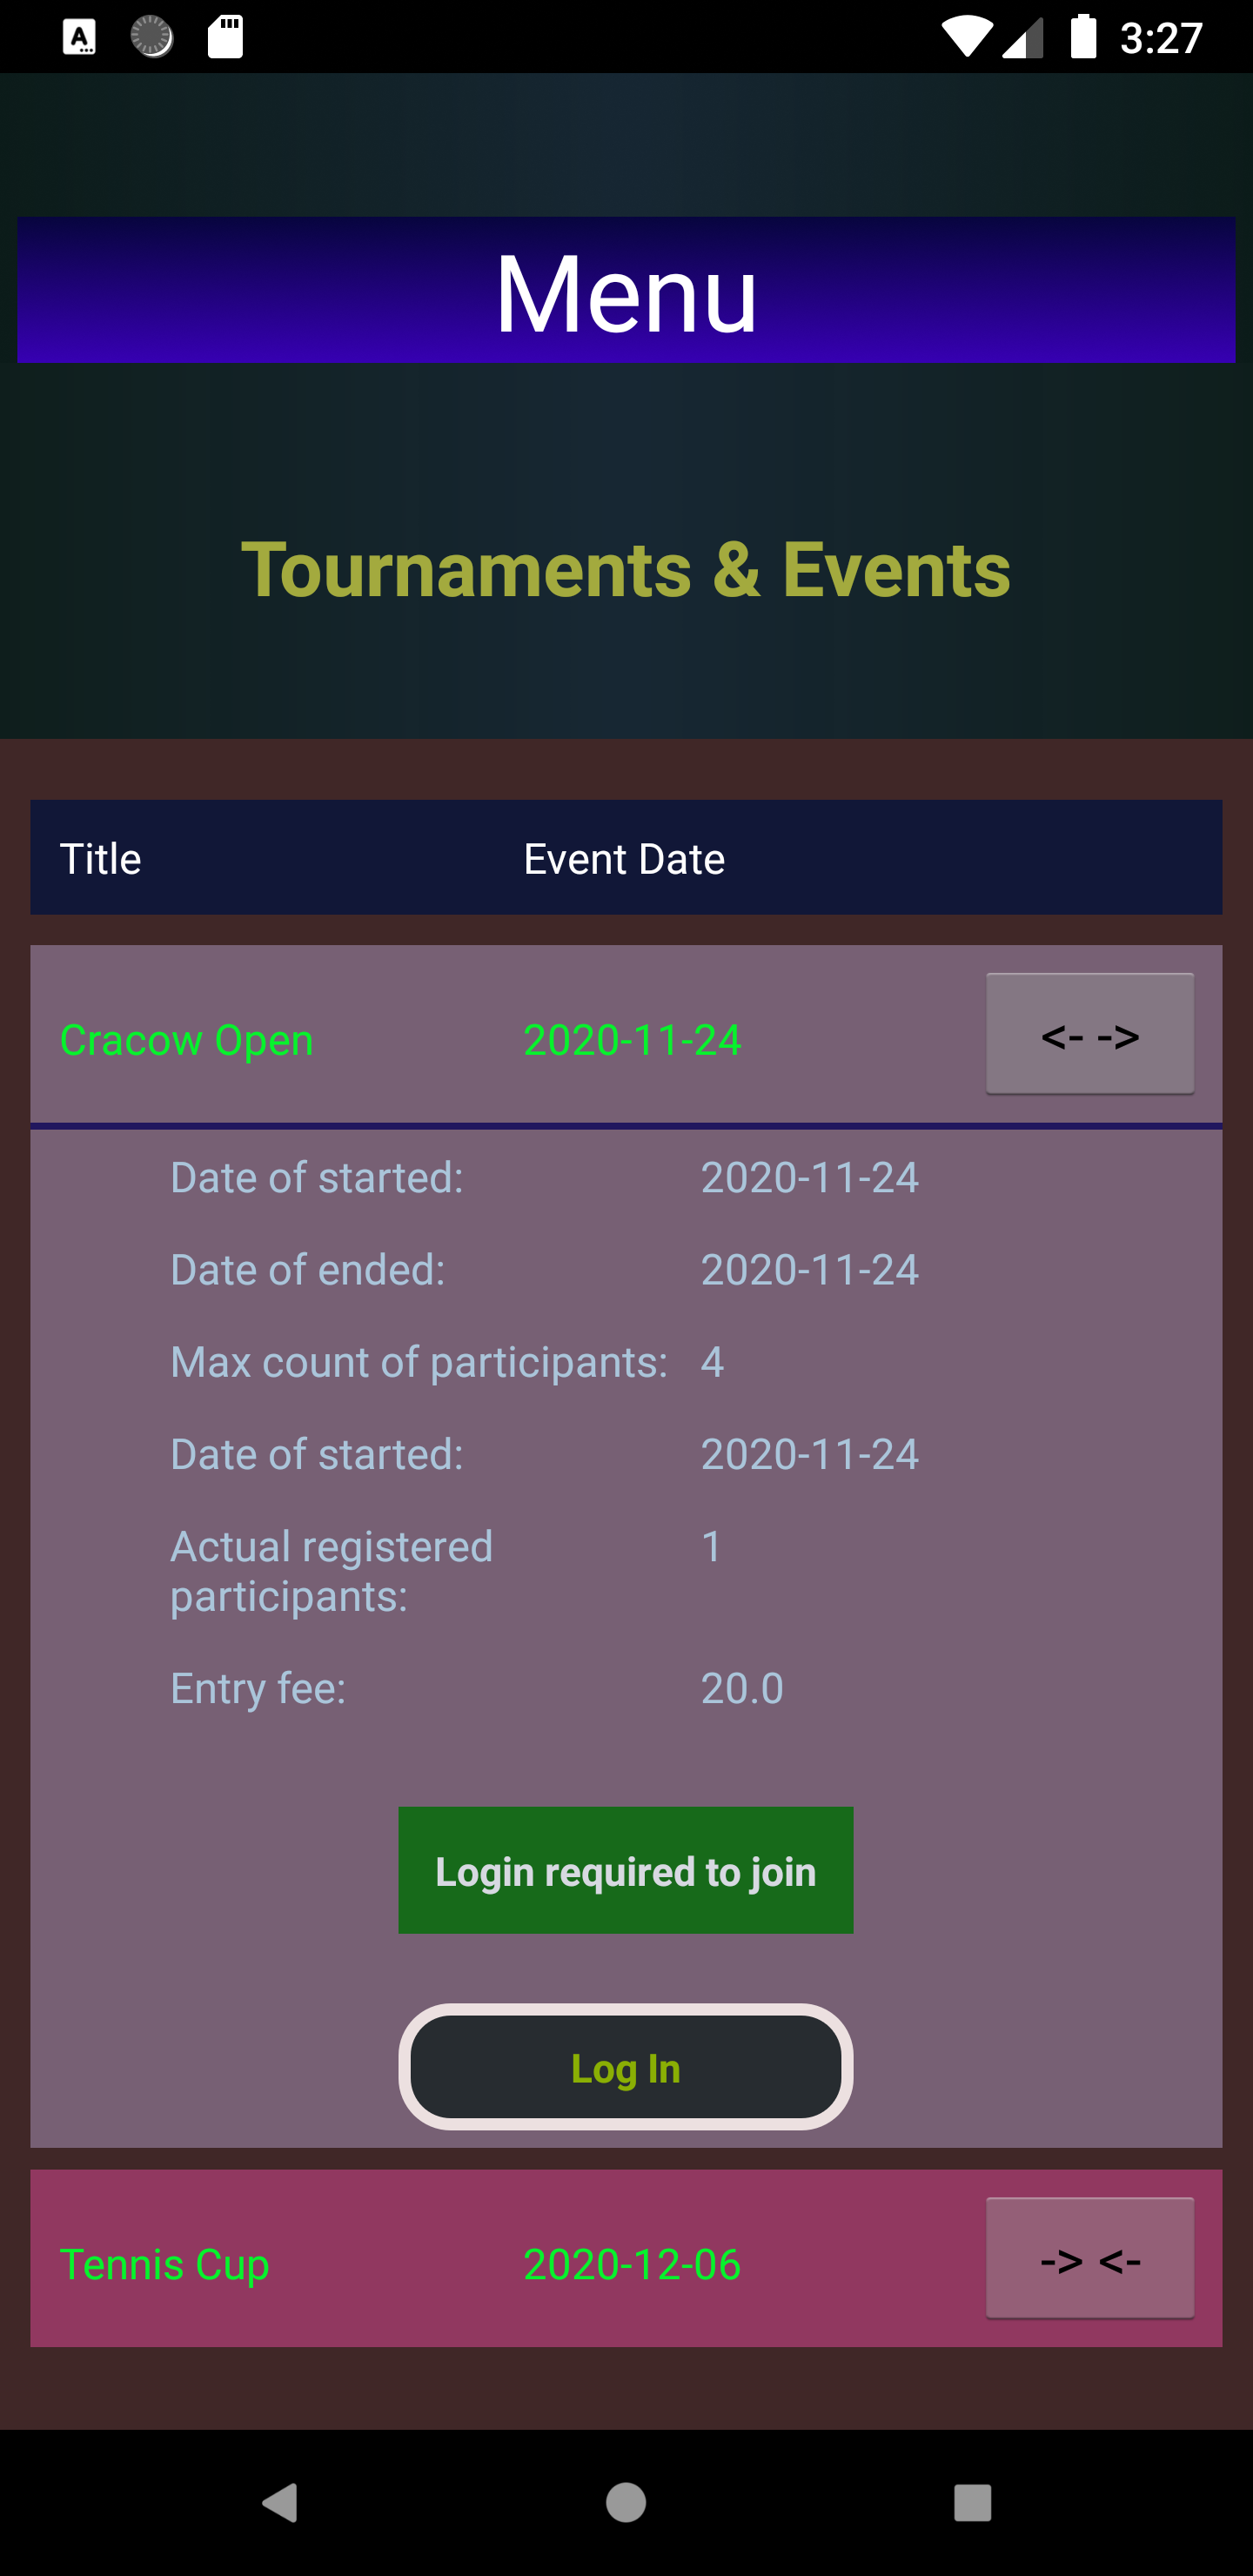 3:27
Menu
Tournaments & Events
Title Event Date
Cracow Open 2020-11-24 <- ->
Date of started: 2020-11-24
Date of ended: 2020-11-24
Max count of participants: 4
Date of started: 2020-11-24
Actual registered 1
participants:
Entry fee: 20.0
Login required to join
Log In
Tennis Cup 2020-12-06 -> <-